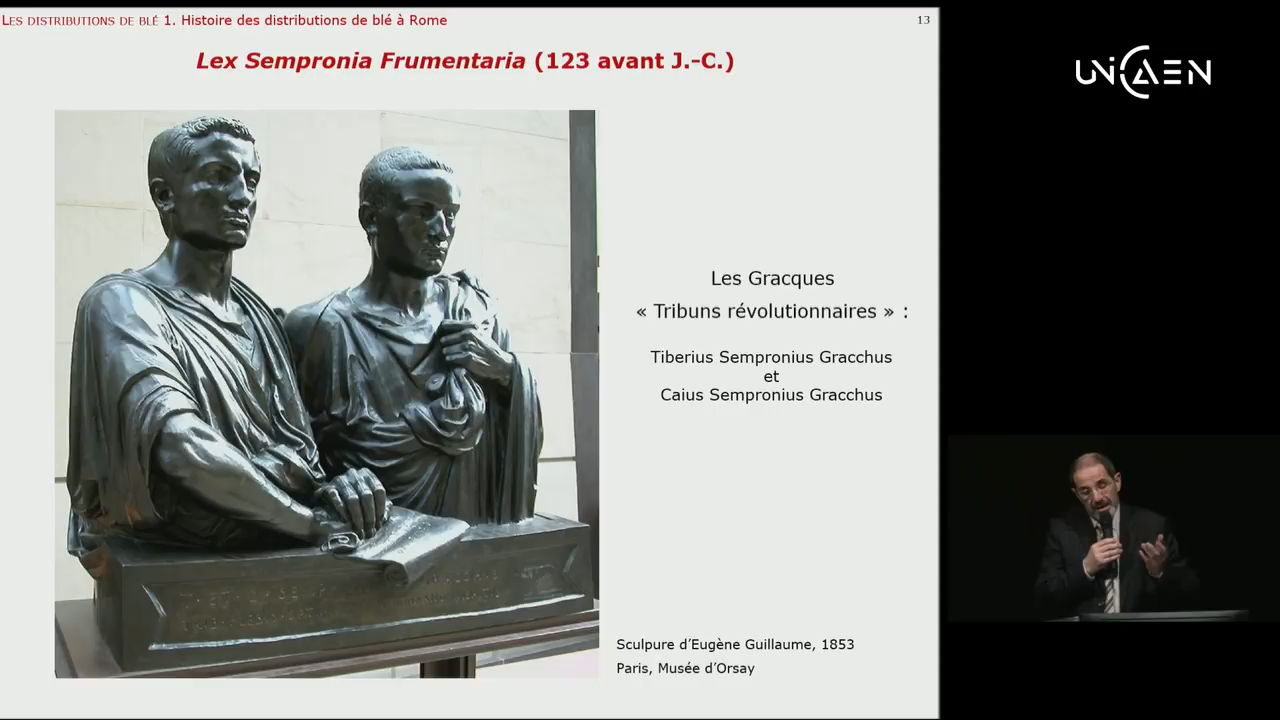 LES DISTRIBUTIONS DE BLÉ 1. Histoire des distributions de blé à Rome
13
Lex Sempronia Frumentaria (123 avant J.-C.)
UNICAEN
Les Gracques
« Tribuns révolutionnaires » :
Tiberius Sempronius Gracchus
et
Caius Sempronius Gracchus
Sculpure d’Eugène Guillaume, 1853
Paris, Musée d’Orsay